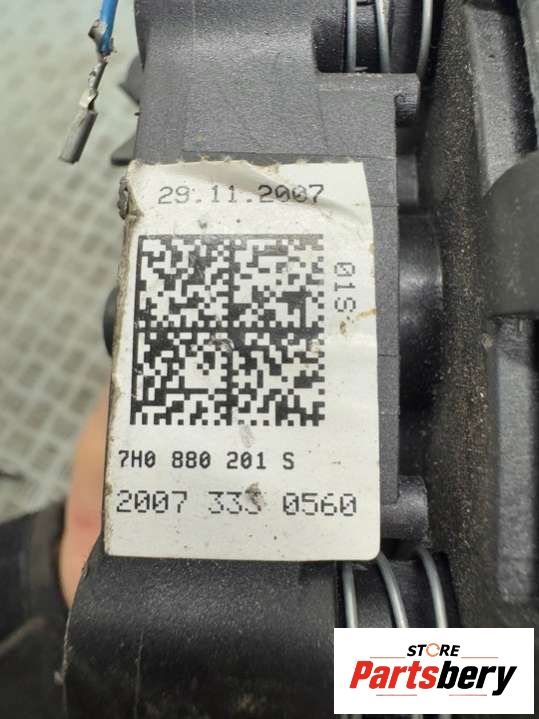 29.11.2007
01S
7H0 880 201 S
2007 333 0560
STORE
Partsbery